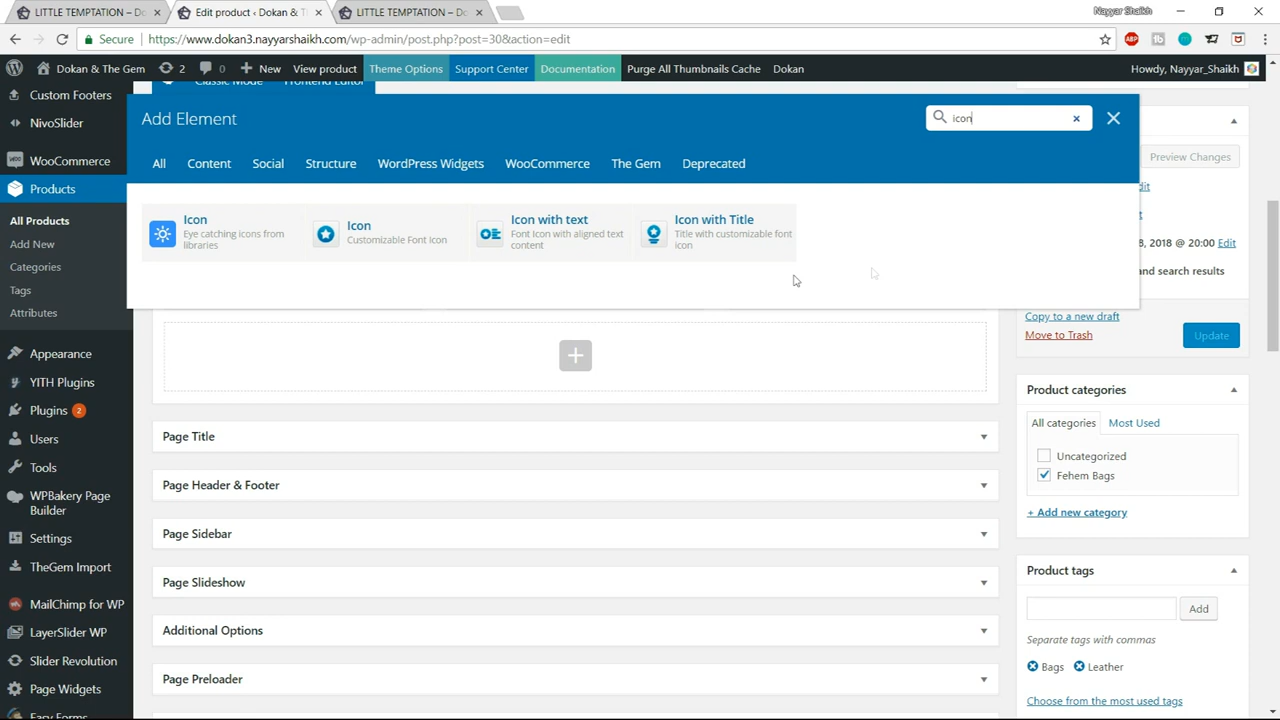 LITTLE TEMPTATION – Do
Edit product ‹ Dokan & T
LITTLE TEMPTATION – Do
Nayyar Shaikh
Secure
https://www.dokan3.nayyarshaikh.com/wp-admin/post.php?post=30&action=edit
Dokan & The Gem
2
0
New
View product
Theme Options
Support Center
Documentation
Purge All Thumbnails Cache
Dokan
Howdy, Nayyar_Shaikh
Custom Footers
NivoSlider
WooCommerce
Products
All Products
Add New
Categories
Tags
Attributes
Appearance
YITH Plugins
Plugins 2
Users
Tools
WPBakery Page
Builder
Settings
TheGem Import
MailChimp for WP
LayerSlider WP
Slider Revolution
Page Widgets
Easy Forms
Classic Mode
Frontend Editor
Add Element
icon
All
Content
Social
Structure
WordPress Widgets
WooCommerce
The Gem
Deprecated
Icon
Eye catching icons from
libraries
Icon
Customizable Font icon
Icon with text
Font Icon with aligned text
content
Icon with Title
Title with customizable font
icon
Page Title
Page Header & Footer
Page Sidebar
Page Slideshow
Additional Options
Page Preloader
Preview Changes
8, 2018 @ 20:00 Edit
and search results
Copy to a new draft
Move to Trash
Update
Product categories
All categories
Most Used
Uncategorized
Fehem Bags
+ Add new category
Product tags
Add
Separate tags with commas
Bags
Leather
Choose from the most used tags